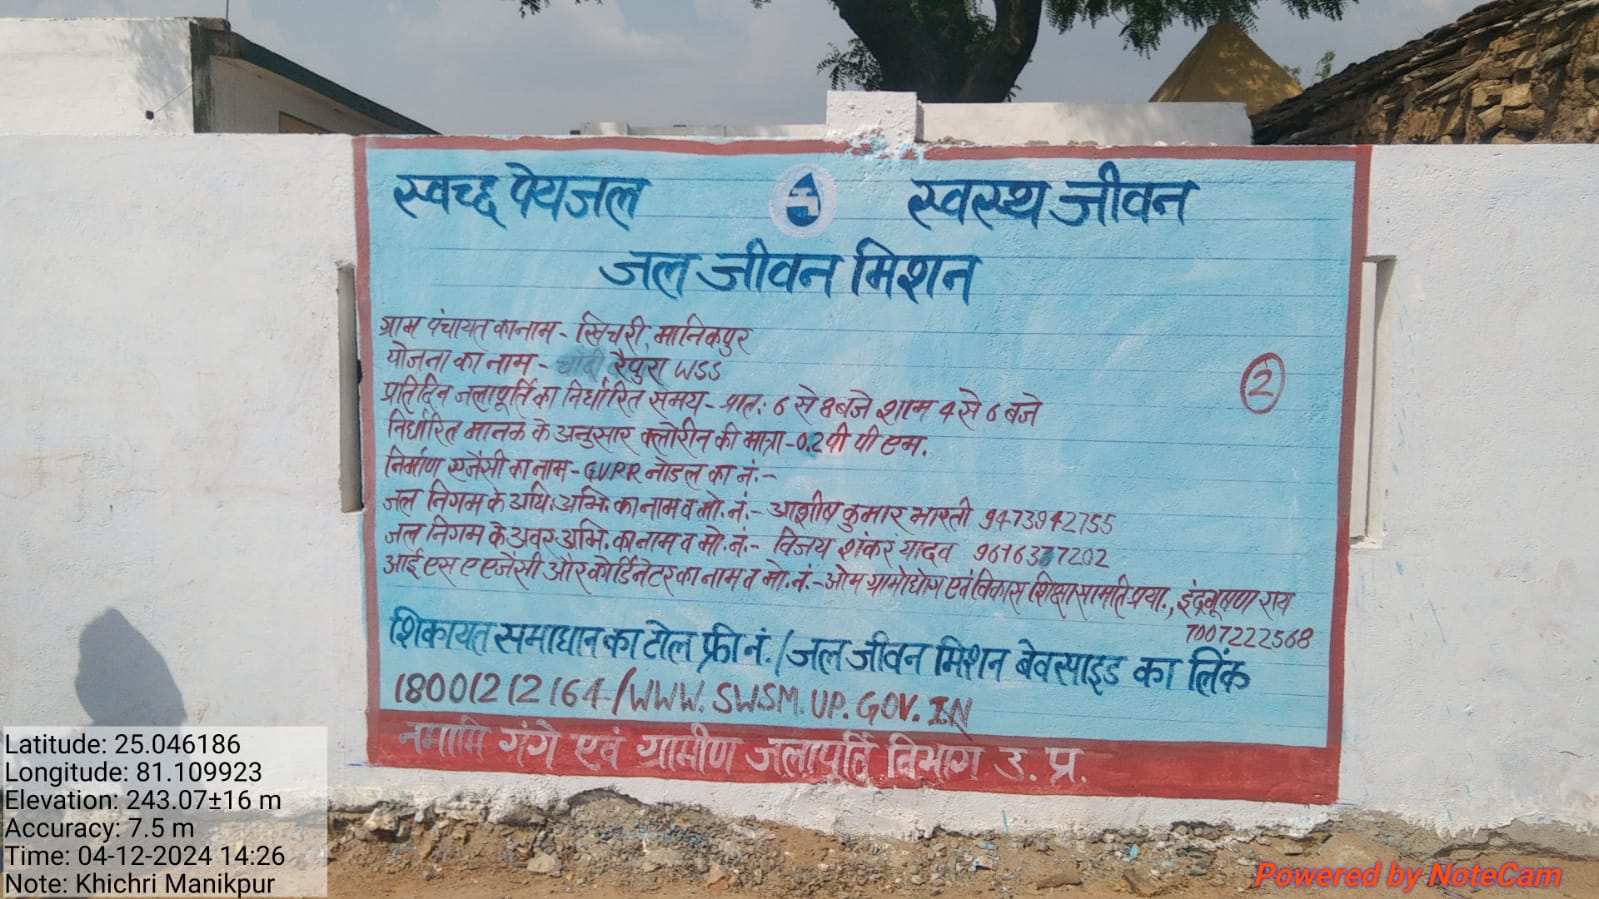 स्वच्छ पेयजल स्वस्थ जीवन
जल जीवन मिशन
ग्राम पंचायत का नाम - खिचरी, मानिकपुर
योजना का नाम - चाँदी रैपुरा WSS
2
प्रतिदिन जलापूर्ति का निर्धारित समय - प्रात: 6 से 8 बजे शाम 4 से 6 बजे
निर्धारित मानक के अनुसार क्लोरीन की मात्रा - 0.2 पी पी एम.
निर्माण एजेंसी का नाम - GVPR नोडल का नं.:-
जल निगम के अधि. अभि. का नाम व मो. नं.:- आशीष कुमार भारती 9473942755
जल निगम के अवर अभि. का नाम व मो. नं.:- विजय शंकर यादव 9616337202
आई एस ए एजेंसी और कोर्डिनेटर का नाम व मो. नं.:- ओम ग्रामोद्योग एवं विकास शिक्षा समिति प्रया., इंद्रभूषण राय
7007222568
शिकायत समाधान का टोल फ्री नं./जल जीवन मिशन बेवसाइड का लिंक
18001212164/WWW.SWSM.UP.GOV.IN
नमामि गंगे एवं ग्रामीण जलापूर्ति विभाग उ. प्र.
Latitude: 25.046186
Longitude: 81.109923
Elevation: 243.07±16 m
Accuracy: 7.5 m
Time: 04-12-2024 14:26
Note: Khichri Manikpur
Powered by NoteCam